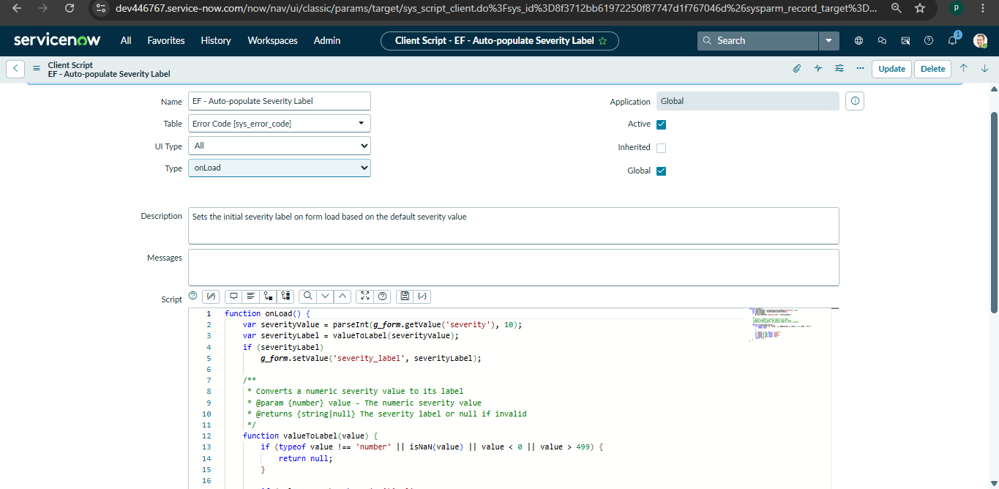 dev446767.service-now.com/now/nav/ui/classic/params/target/sys_script_client.do%3Fsys_id%3D8f3712bb61972250f87747d1f767046d%26sysparm_record_target%3D...
p
servicenow All Favorites History Workspaces Admin Client Script - EF - Auto-populate Severity Label Search 1
Client Script
EF - Auto-populate Severity Label
Update Delete
Name EF - Auto-populate Severity Label Application Global
Table Error Code [sys_error_code] Active
UI Type All Inherited
Type onLoad Global
Description Sets the initial severity label on form load based on the default severity value
Messages
Script
1 function onLoad() {
2 var severityValue = parseInt(g_form.getValue('severity'), 10);
3 var severityLabel = valueToLabel(severityValue);
4 if (severityLabel)
5 g_form.setValue('severity_label', severityLabel);
6
7 /**
8 * Converts a numeric severity value to its label
9 * @param {number} value - The numeric severity value
10 * @returns {string|null} The severity label or null if invalid
11 */
12 function valueToLabel(value) {
13 if (typeof value !== 'number' || isNaN(value) || value < 0 || value > 499) {
14 return null;
15 }
16